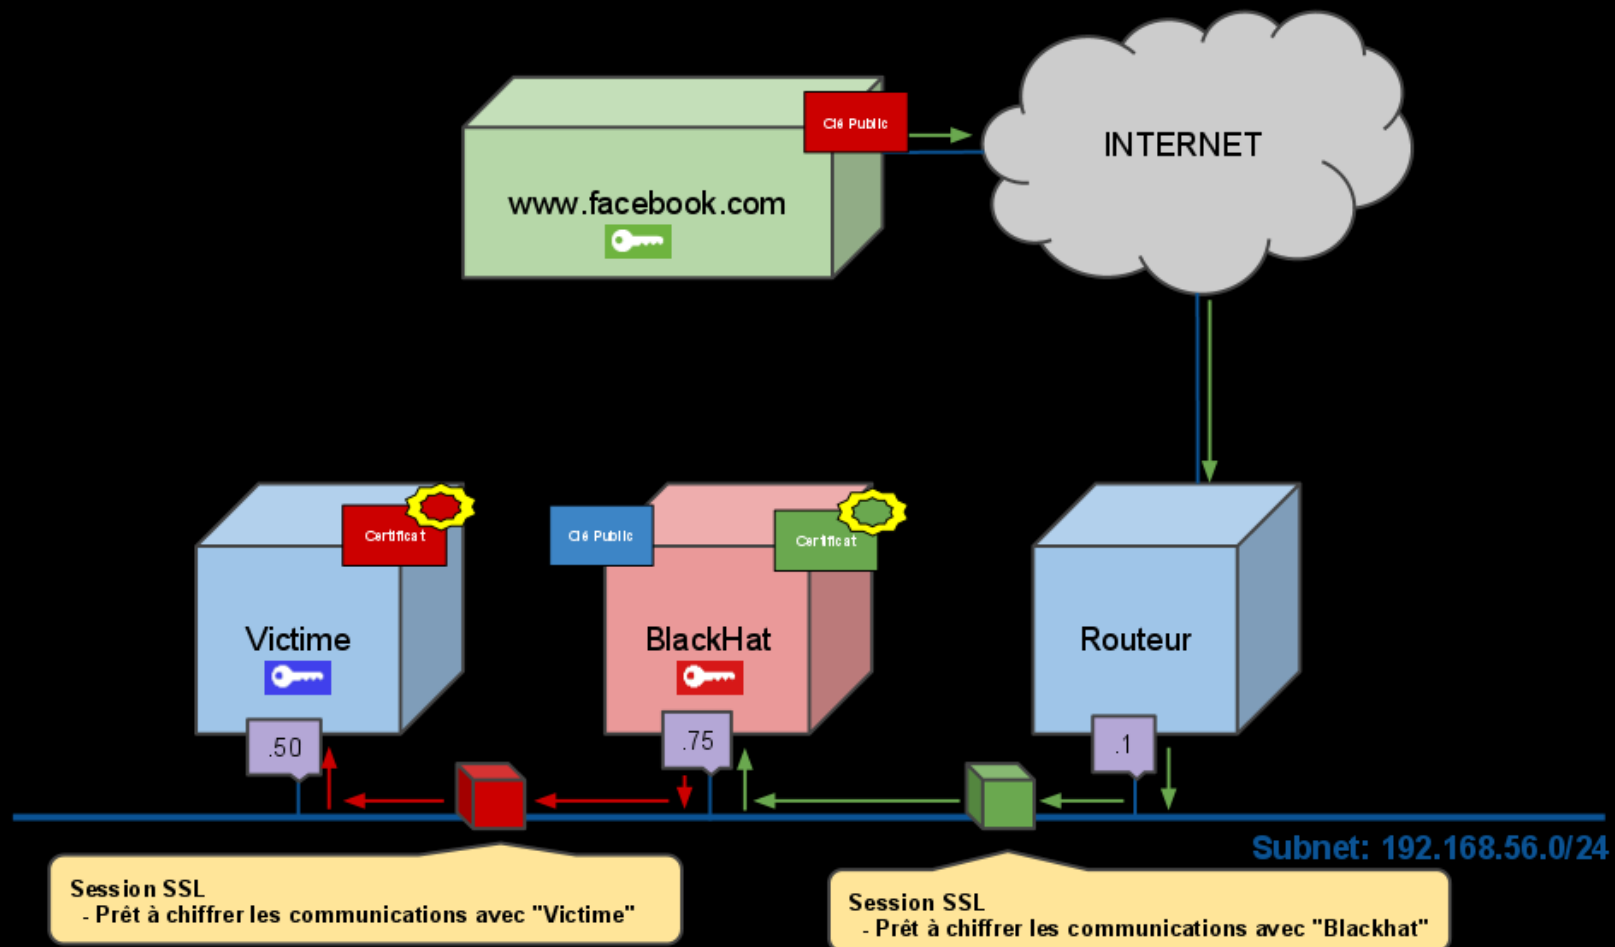 Clé Public
INTERNET
www.facebook.com
Certificat
Clé Public
Certificat
Victime
BlackHat
Routeur
.50
.75
.1
Subnet: 192.168.56.0/24
Session SSL
- Prêt à chiffrer les communications avec "Victime"
Session SSL
- Prêt à chiffrer les communications avec "Blackhat"